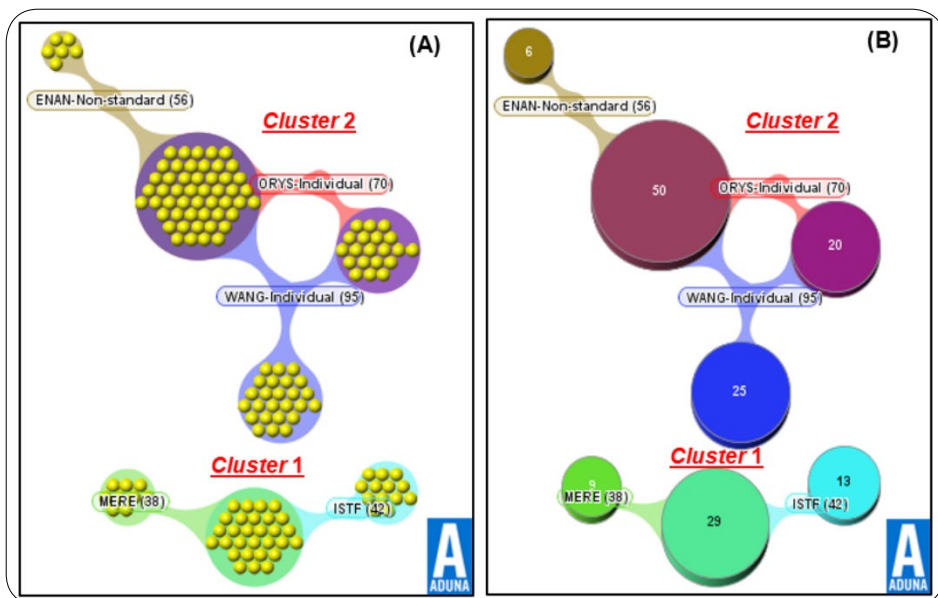 (A)
ENAN-Non-standard (56)
Cluster 2
ORYS-Individual (70)
WANG-Individual (95)
Cluster 1
MERE (38)
ISTF (42)
A
ADUNA
(B)
6
ENAN-Non-standard (56)
Cluster 2
50
ORYS-Individual (70)
20
WANG-Individual (95)
25
Cluster 1
9
13
MERE (38)
ISTF (42)
29
A
ADUNA